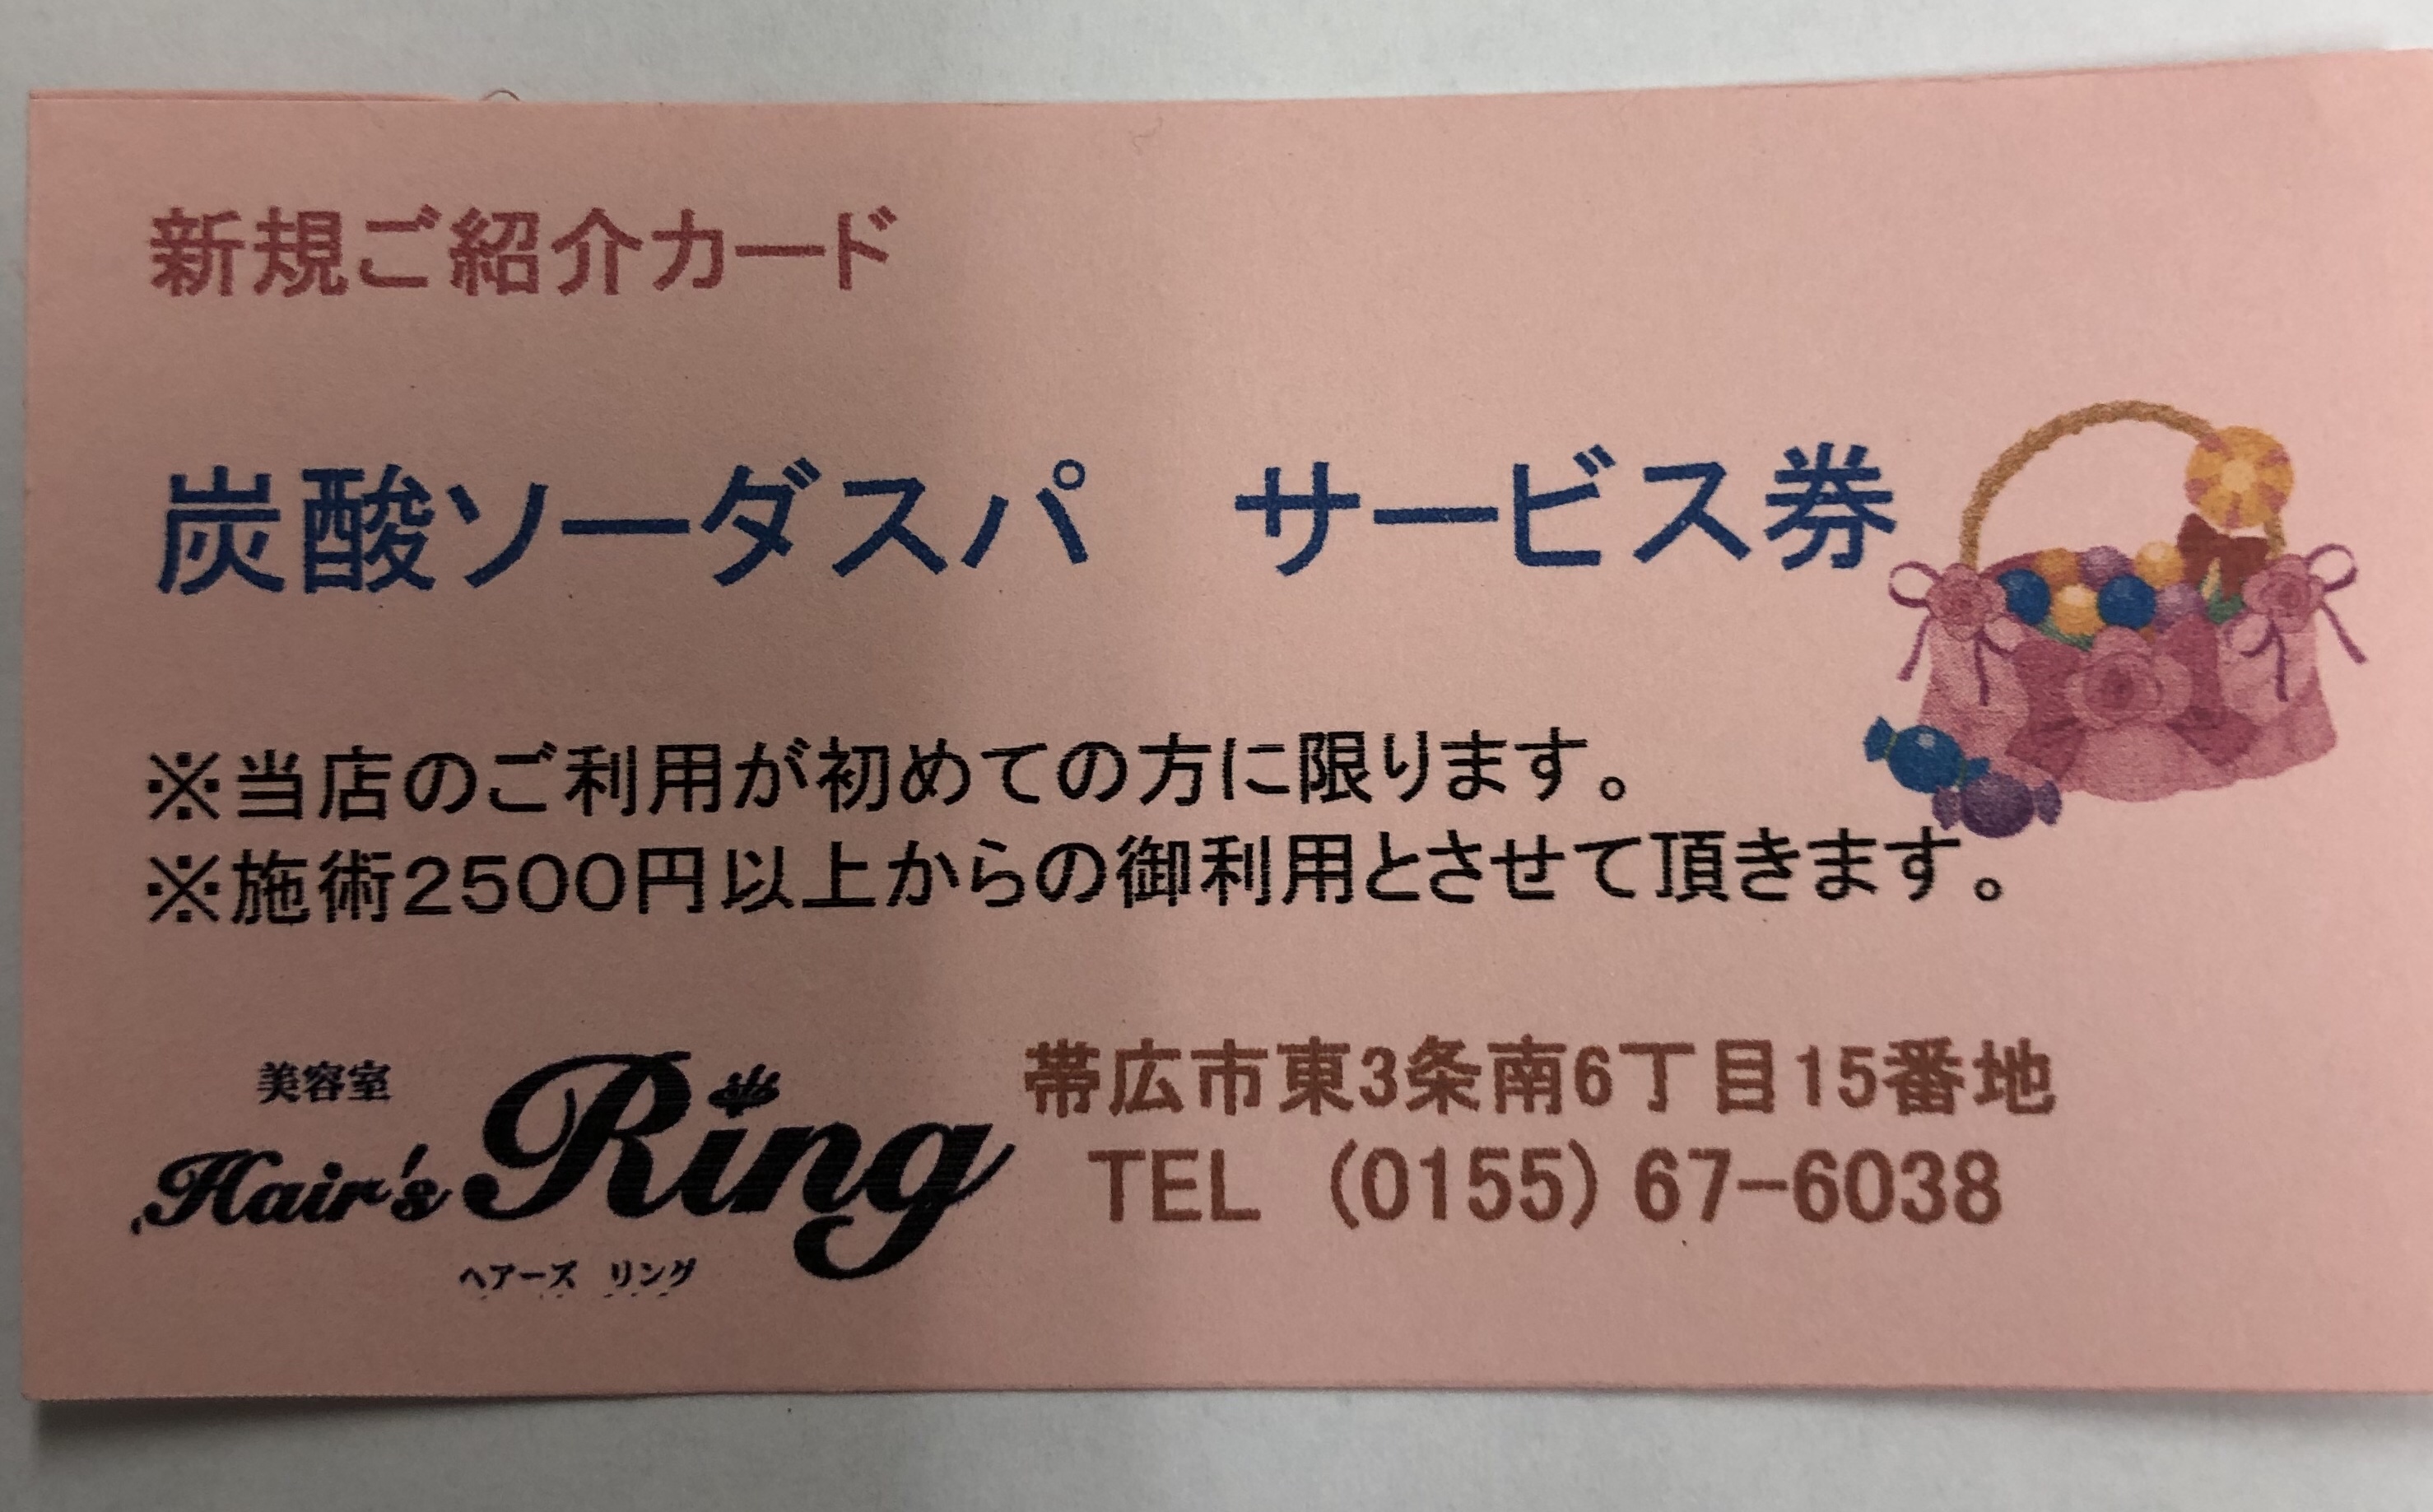 新規ご紹介カード
炭酸ソーダスパ　サービス券
※当店のご利用が初めての方に限ります。
※施術2500円以上からの御利用とさせて頂きます。
美容室
Hair's Ring
ヘアーズ　リング
帯広市東3条南6丁目15番地
TEL （0155）67−6038